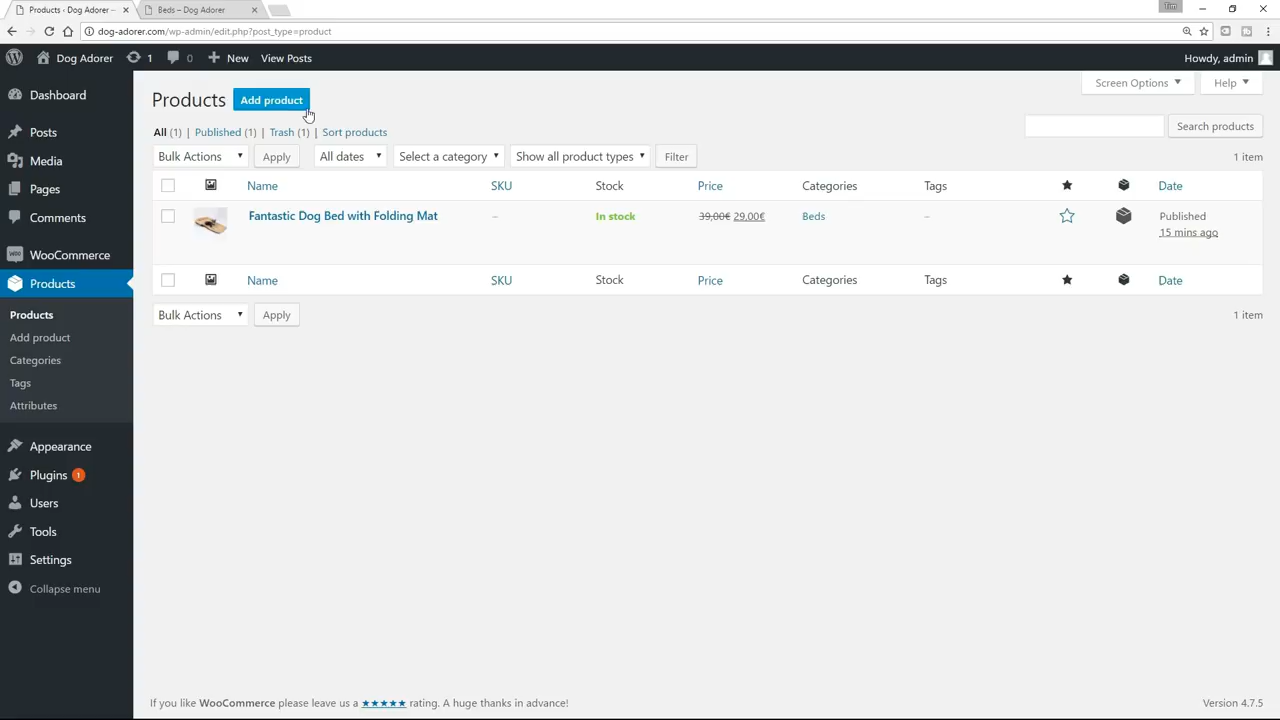 Products ‹ Dog Adorer –
Beds – Dog Adorer
Tim
dog-adorer.com/wp-admin/edit.php?post_type=product
Dog Adorer
1
0
New
View Posts
Howdy, admin
Dashboard
Posts
Media
Pages
Comments
WooCommerce
Products
Products
Add product
Categories
Tags
Attributes
Appearance
Plugins 1
Users
Tools
Settings
Collapse menu
Screen Options
Help
Products
Add product
All (1) | Published (1) | Trash (1) | Sort products
Search products
Bulk Actions
Apply
All dates
Select a category
Show all product types
Filter
1 item
Name SKU Stock Price Categories Tags Date
Fantastic Dog Bed with Folding Mat – In stock 39,00€ 29,00€ Beds – Published
15 mins ago
Name SKU Stock Price Categories Tags Date
Bulk Actions
Apply
1 item
If you like WooCommerce please leave us a ★★★★★ rating. A huge thanks in advance!
Version 4.7.5